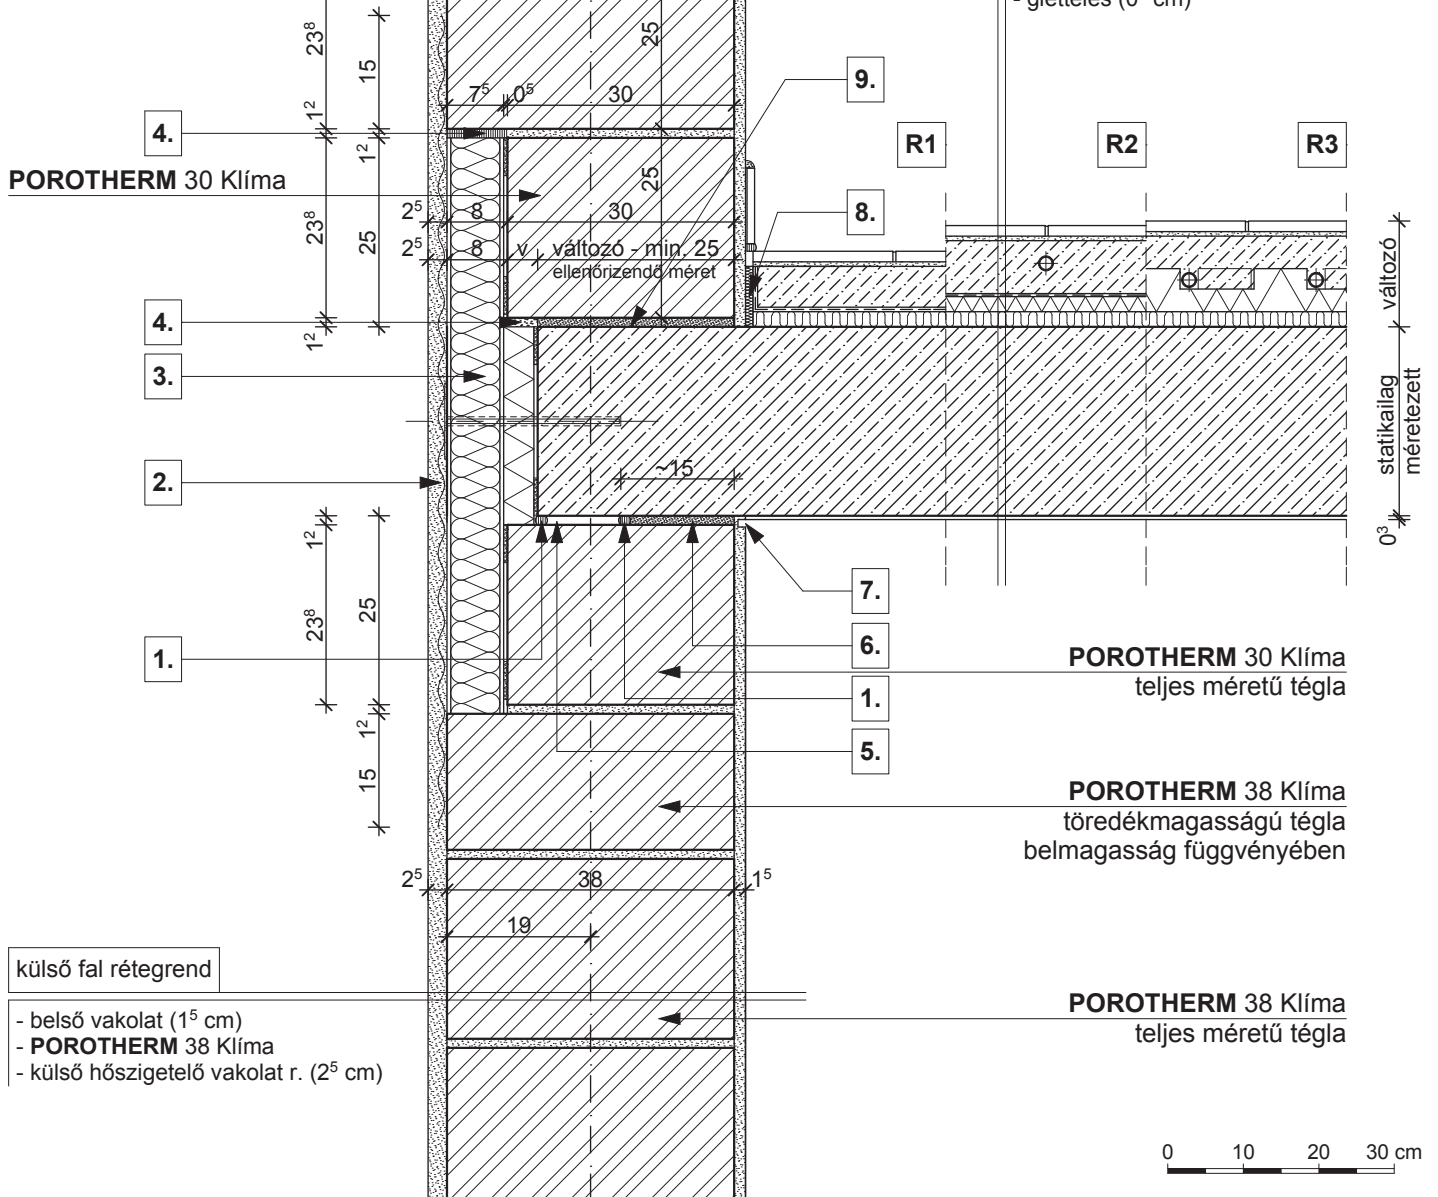 - glettelés (0³ cm)
23⁸
15
25
9.
7⁵
0⁵
30
1²
4.
R1
R2
R3
1²
POROTHERM 30 Klíma
25
2⁵
8
30
8.
23⁸
25
2⁵
8
v
változó - min. 25
ellenőrizendő méret
változó
4.
1²
3.
statikailag
méretezett
~15
2.
1²
0³
7.
25
23⁸
6.
1.
POROTHERM 30 Klíma
teljes méretű tégla
1.
1²
5.
15
POROTHERM 38 Klíma
töredékmagasságú tégla
belmagasság függvényében
2⁵
38
1⁵
19
külső fal rétegrend
- belső vakolat (1⁵ cm)
- POROTHERM 38 Klíma
- külső hőszigetelő vakolat r. (2⁵ cm)
POROTHERM 38 Klíma
teljes méretű tégla
0
10
20
30 cm